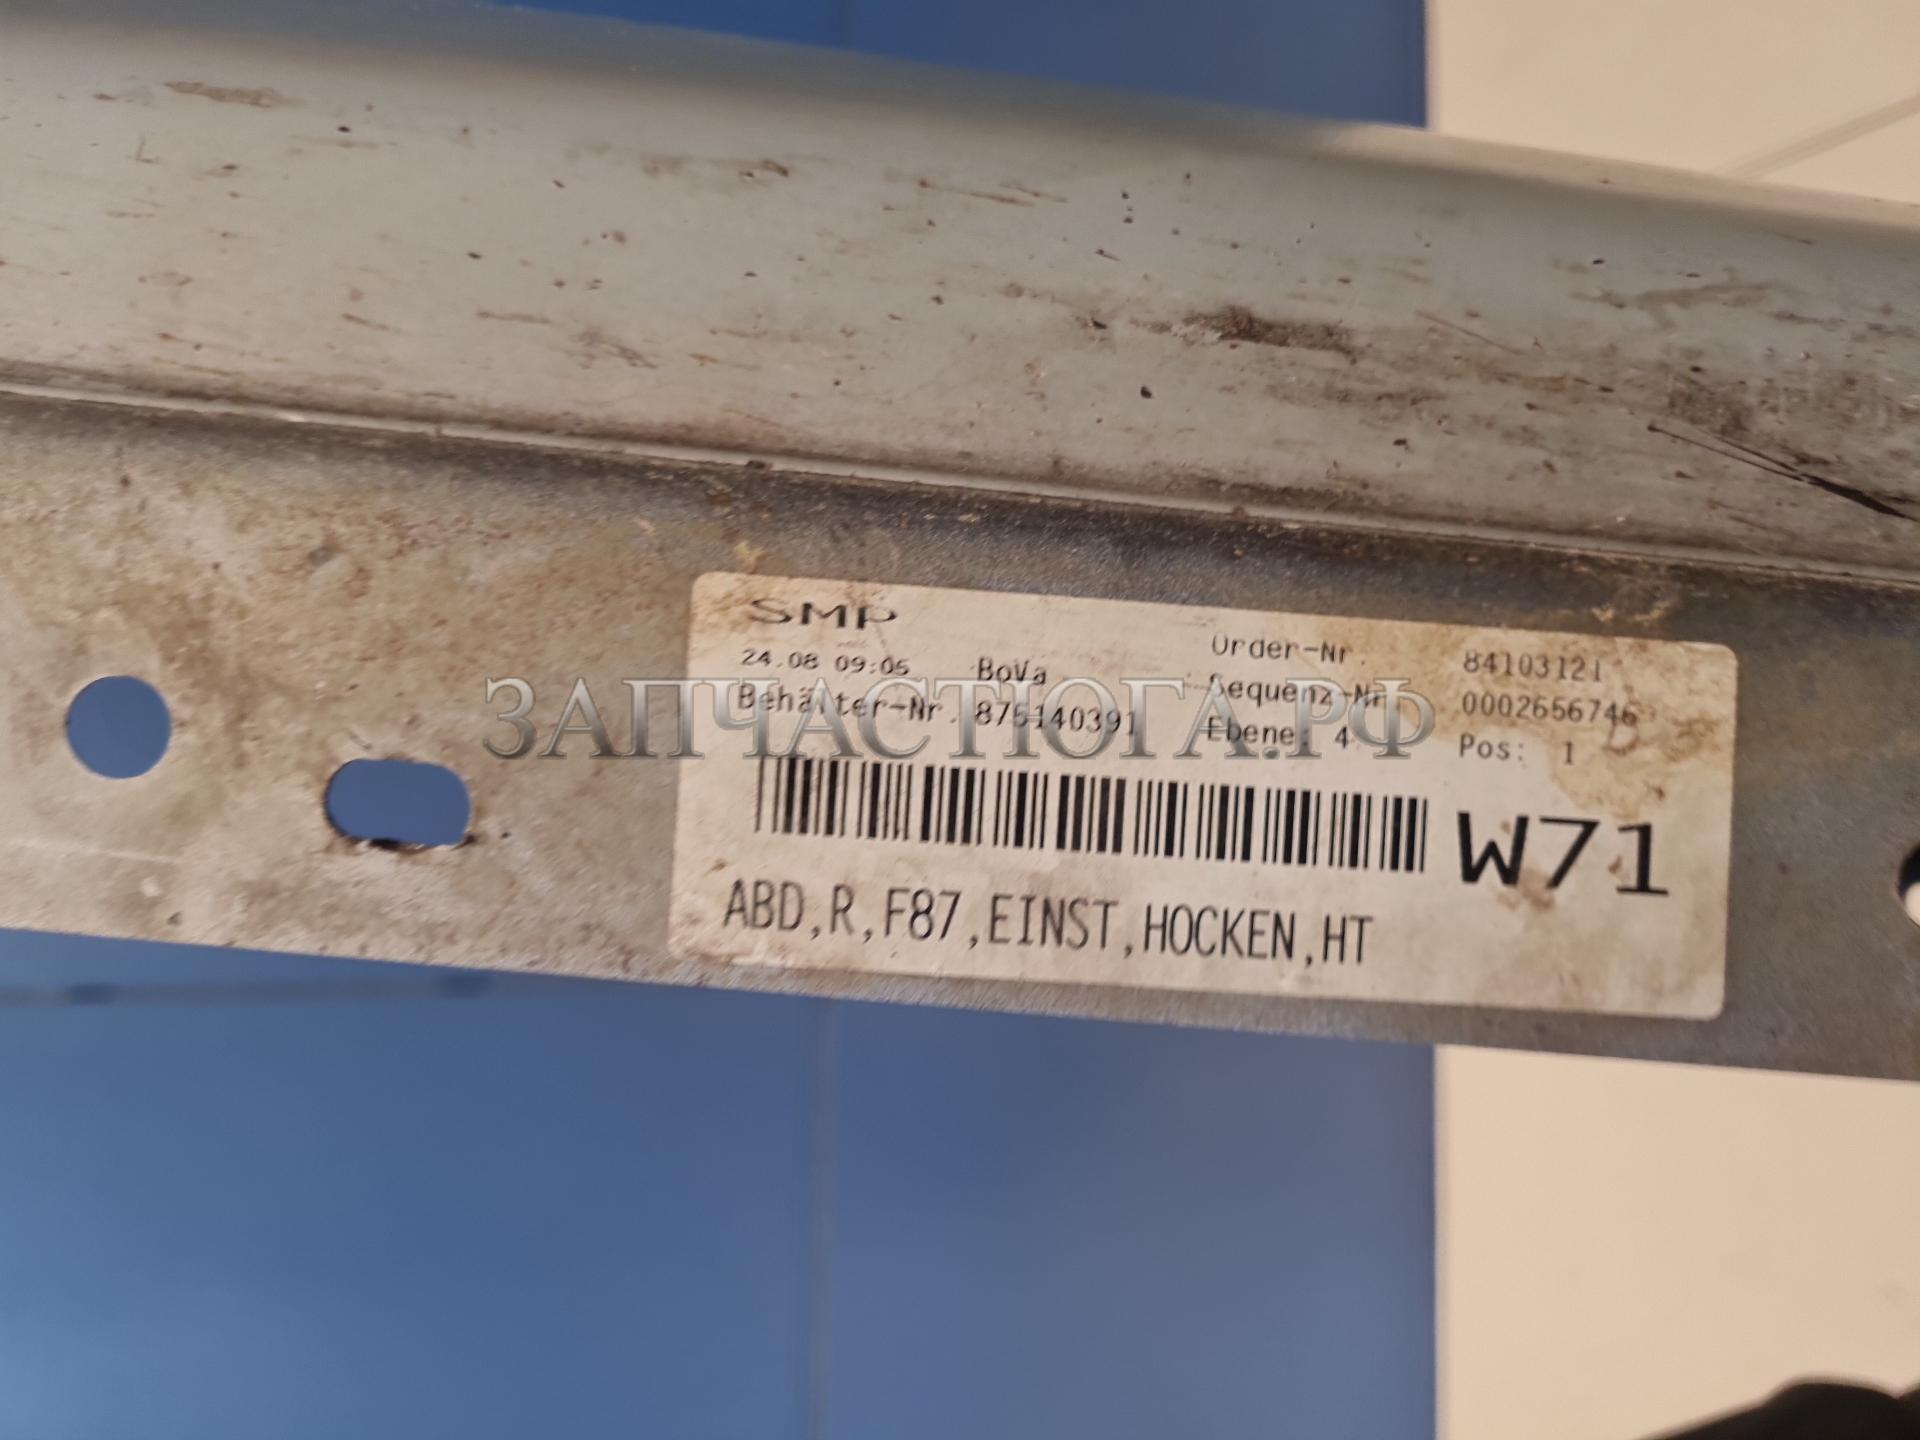 SMP
24.08 09:05 BoVa Order-Nr. 84103121
Sequenz-Nr. 0002656746
Behälter-Nr. 875140391 Ebene: 4 Pos: 1
W71
ABD,R,F87,EINST,HOCKEN,HT
ЗАПЧАСТЮГА.РФ